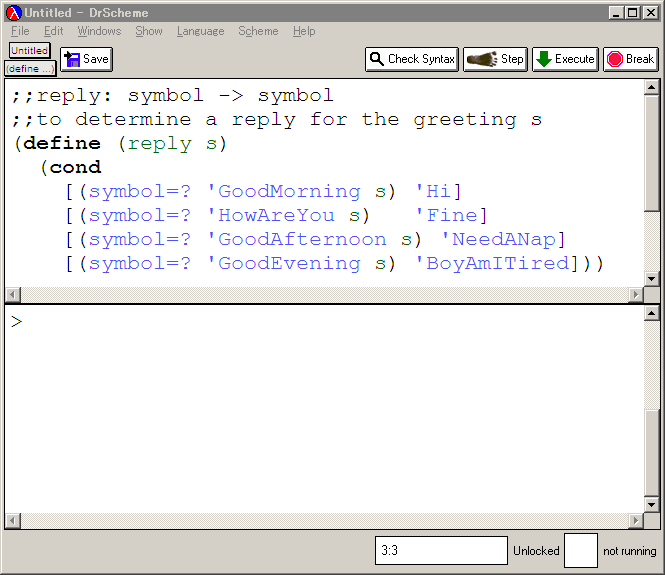 Untitled - DrScheme
File Edit Windows Show Language Scheme Help
Untitled
(define ...)
Save
Check Syntax
Step
Execute
Break
;;reply: symbol -> symbol
;;to determine a reply for the greeting s
(define (reply s)
  (cond
    [(symbol=? 'GoodMorning s) 'Hi]
    [(symbol=? 'HowAreYou s)   'Fine]
    [(symbol=? 'GoodAfternoon s) 'NeedANap]
    [(symbol=? 'GoodEvening s) 'BoyAmITired]))
>
3:3
Unlocked
not running